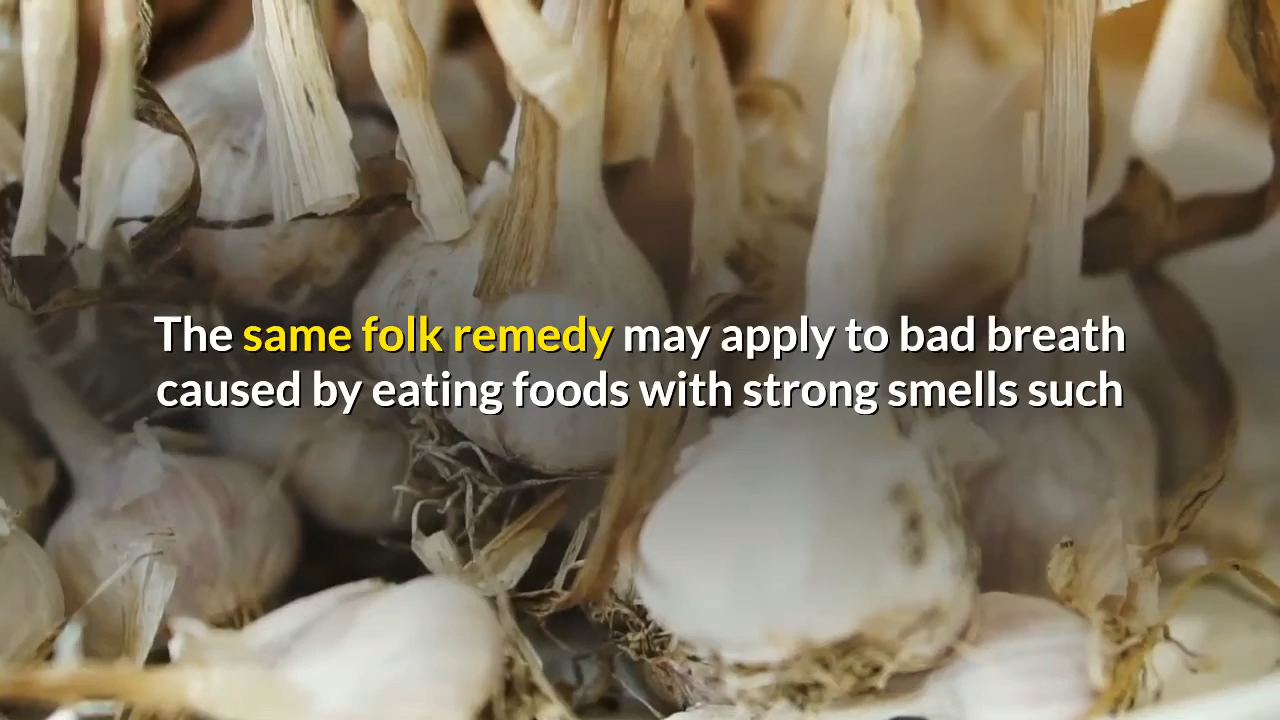 The same folk remedy may apply to bad breath
caused by eating foods with strong smells such